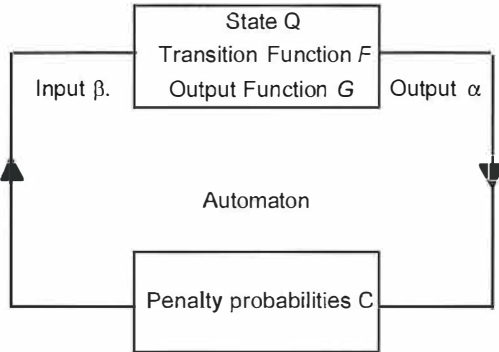 State Q
Transition Function F
Output Function G
Input β.
Output α
Automaton
Penalty probabilities C